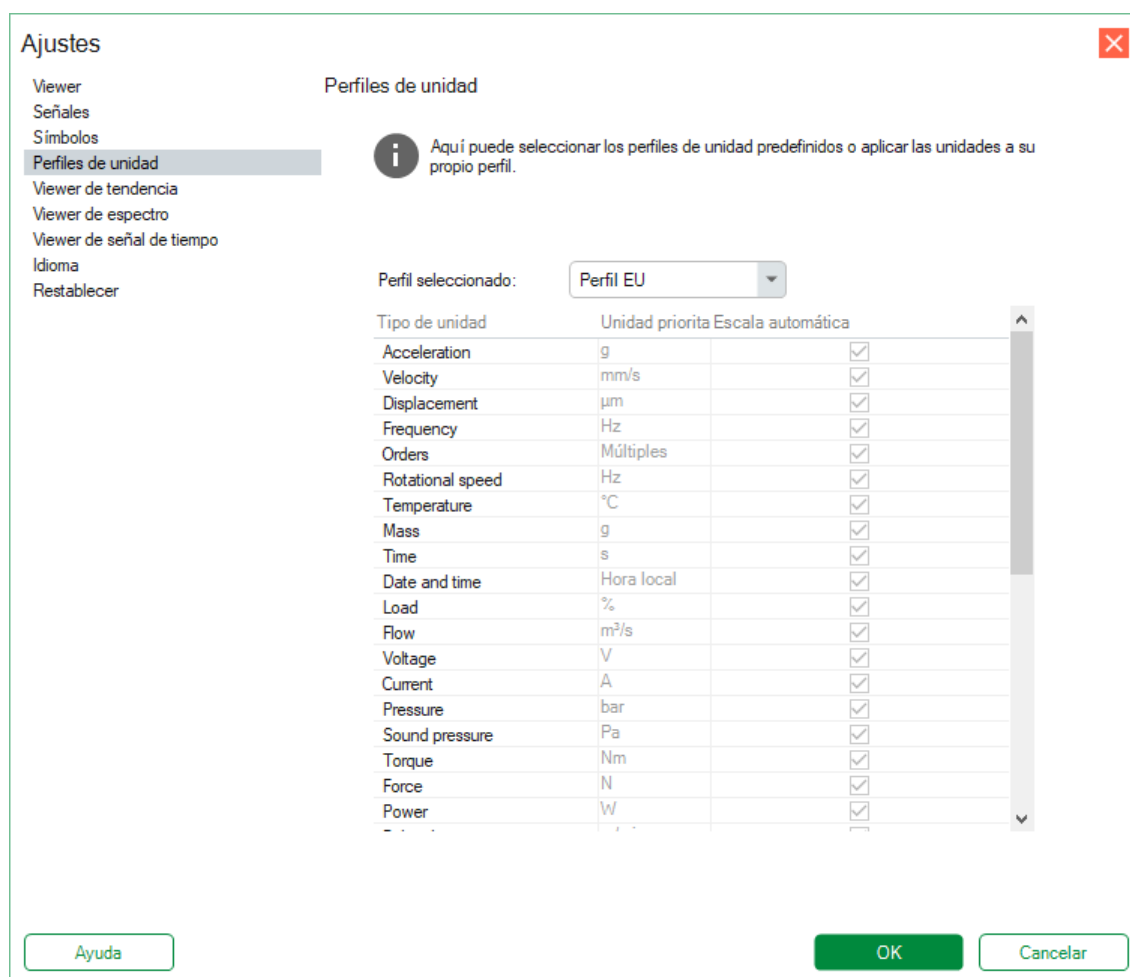 Ajustes
Viewer
Señales
Símbolos
Perfiles de unidad
Viewer de tendencia
Viewer de espectro
Viewer de señal de tiempo
Idioma
Restablecer
Perfiles de unidad
Aquí puede seleccionar los perfiles de unidad predefinidos o aplicar las unidades a su
propio perfil.
Perfil seleccionado: Perfil EU
Tipo de unidad Unidad priorita Escala automática
Acceleration g
Velocity mm/s
Displacement µm
Frequency Hz
Orders Múltiples
Rotational speed Hz
Temperature °C
Mass g
Time s
Date and time Hora local
Load %
Flow m³/s
Voltage V
Current A
Pressure bar
Sound pressure Pa
Torque Nm
Force N
Power W
Ayuda OK Cancelar